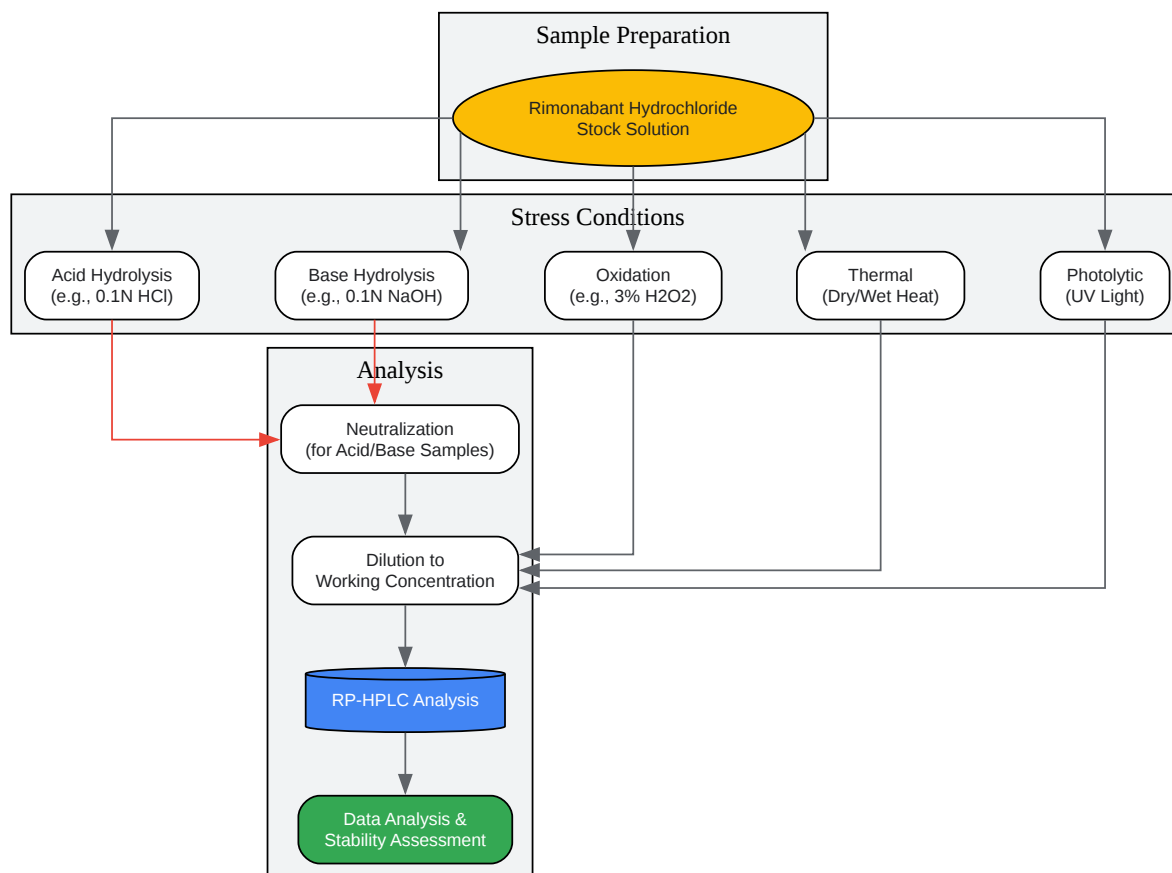 Sample Preparation
Rimonabant Hydrochloride
Stock Solution
Stress Conditions
Acid Hydrolysis
(e.g., 0.1N HCl)
Base Hydrolysis
(e.g., 0.1N NaOH)
Oxidation
(e.g., 3% H2O2)
Thermal
(Dry/Wet Heat)
Photolytic
(UV Light)
Analysis
Neutralization
(for Acid/Base Samples)
Dilution to
Working Concentration
RP-HPLC Analysis
Data Analysis &
Stability Assessment